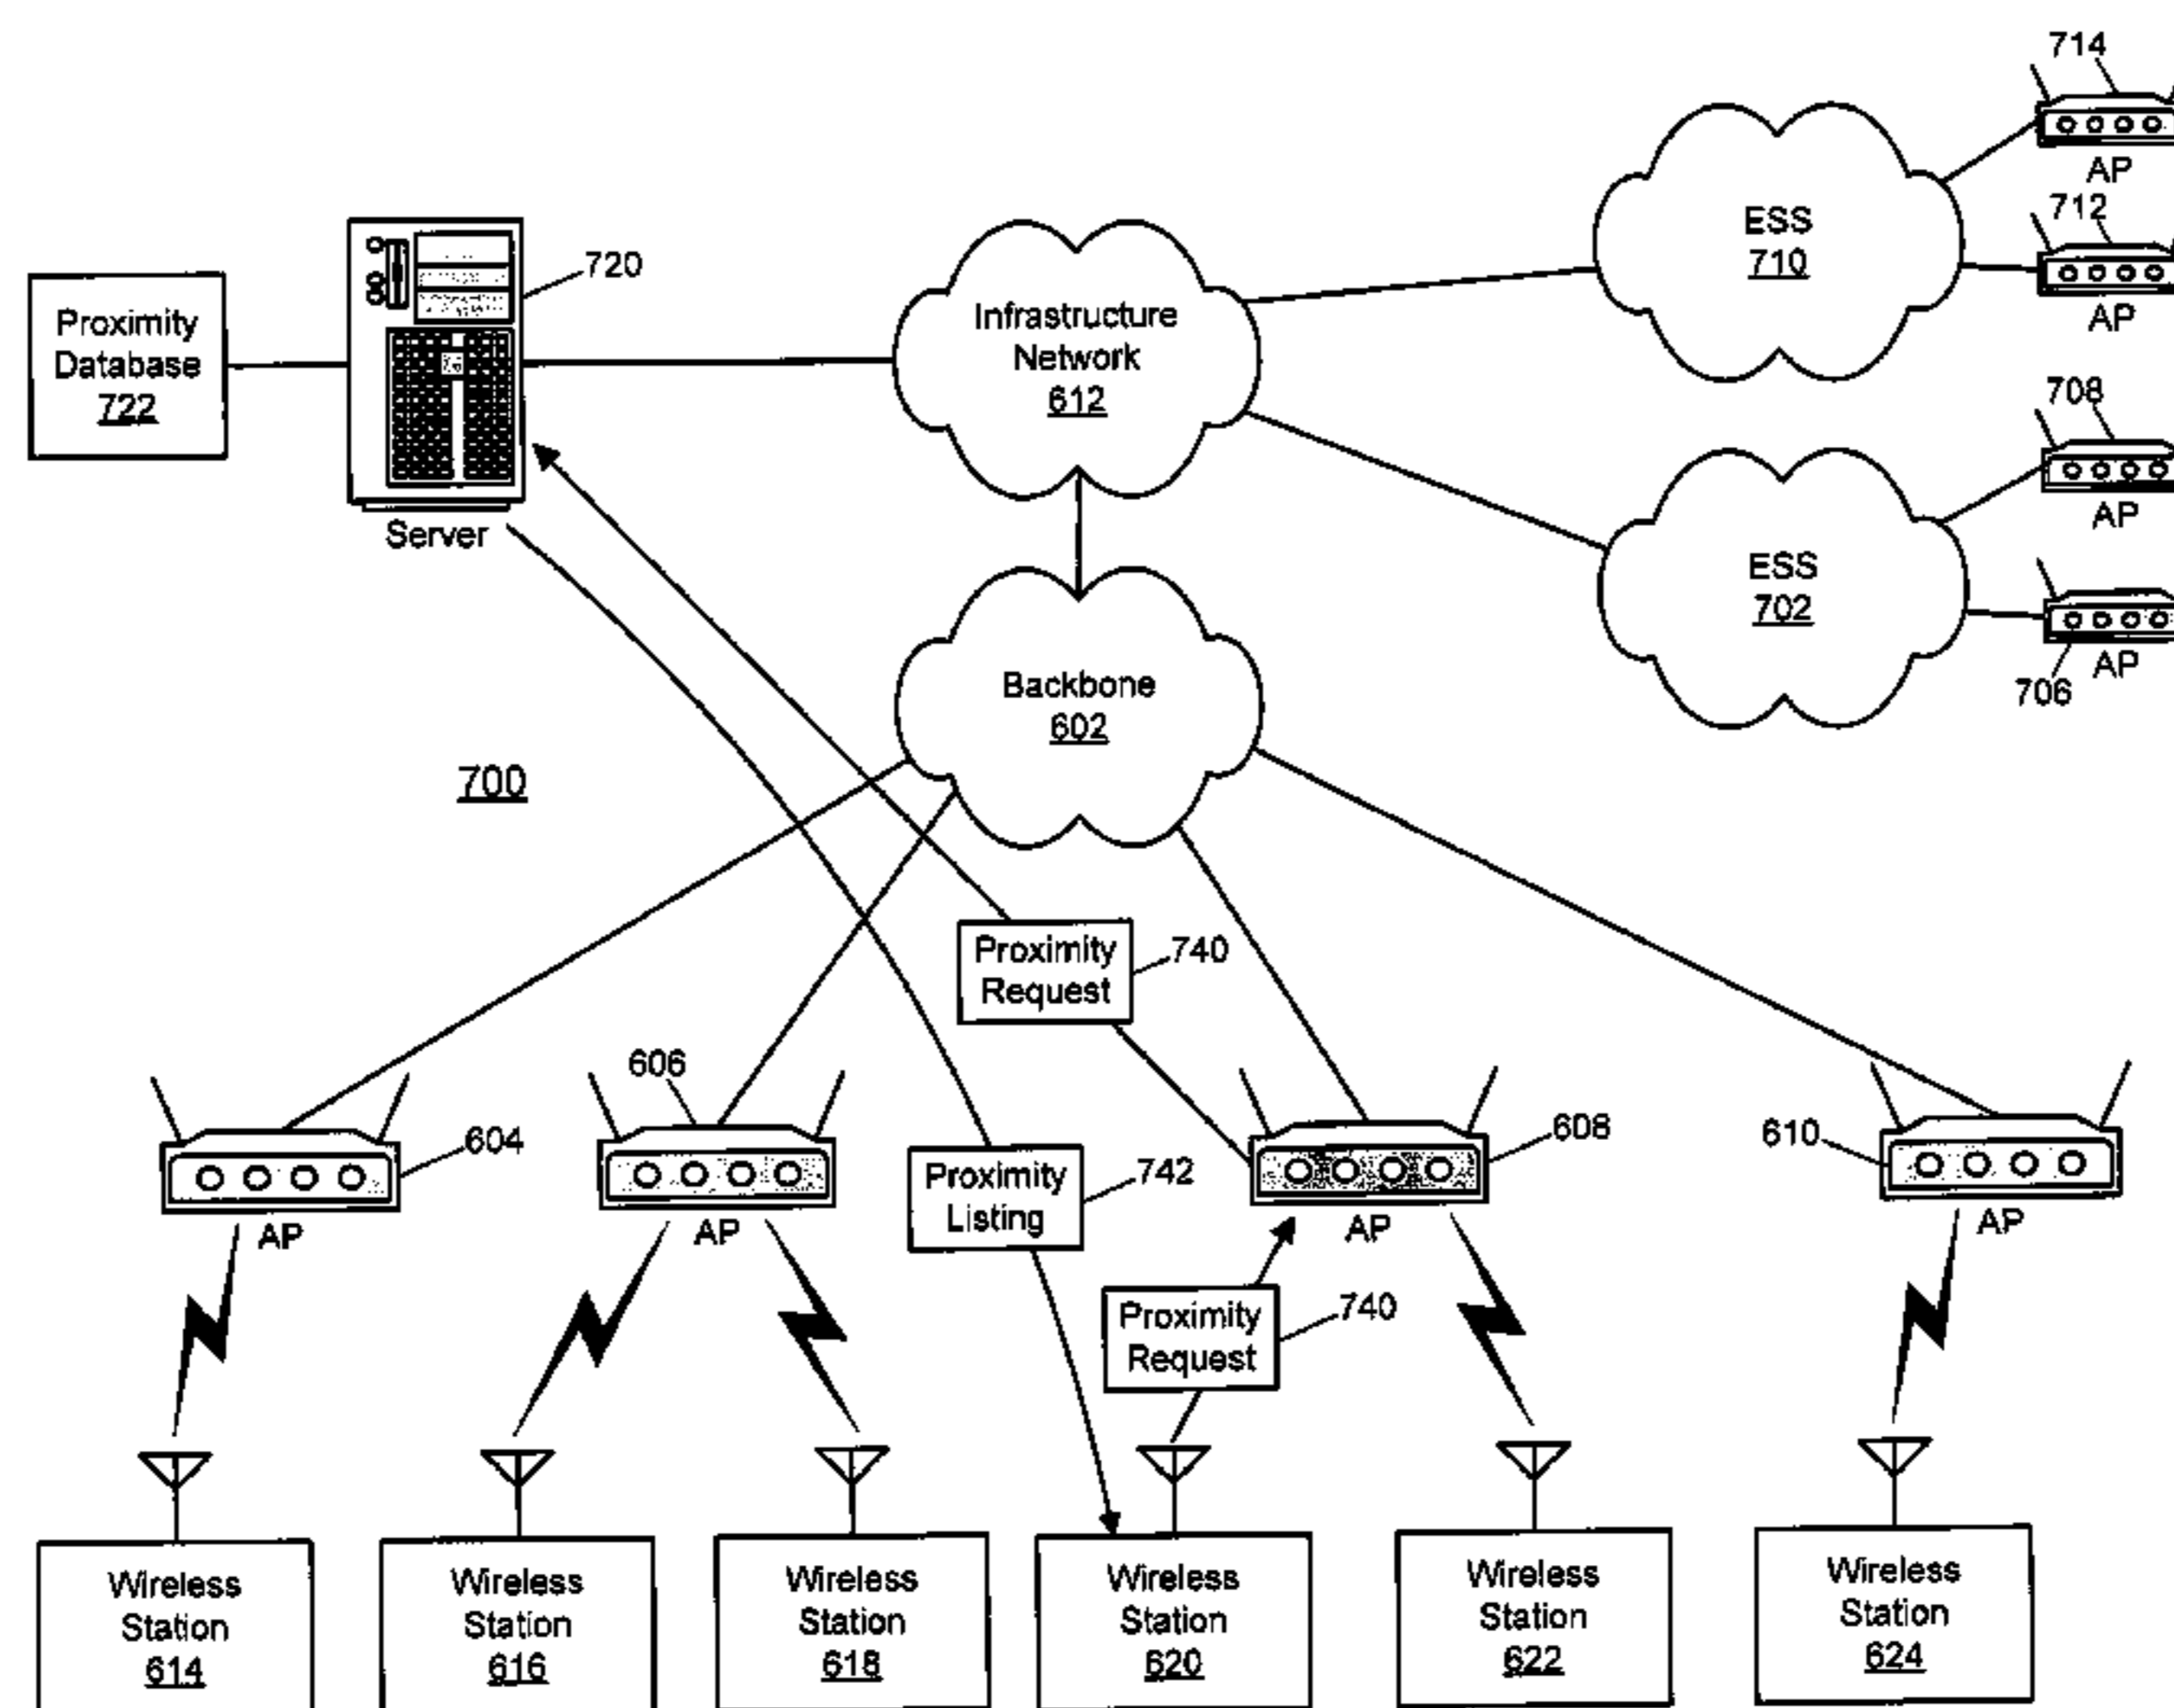 714
AP
712
AP
ESS
710
720
Proximity
Database
722
Server
Infrastructure
Network
612
708
AP
ESS
702
AP
706
Backbone
602
700
Proximity
Request
740
606
604
AP
AP
Proximity
Listing
742
608
AP
610
AP
Proximity
Request
740
Wireless
Station
614
Wireless
Station
616
Wireless
Station
618
Wireless
Station
620
Wireless
Station
622
Wireless
Station
624